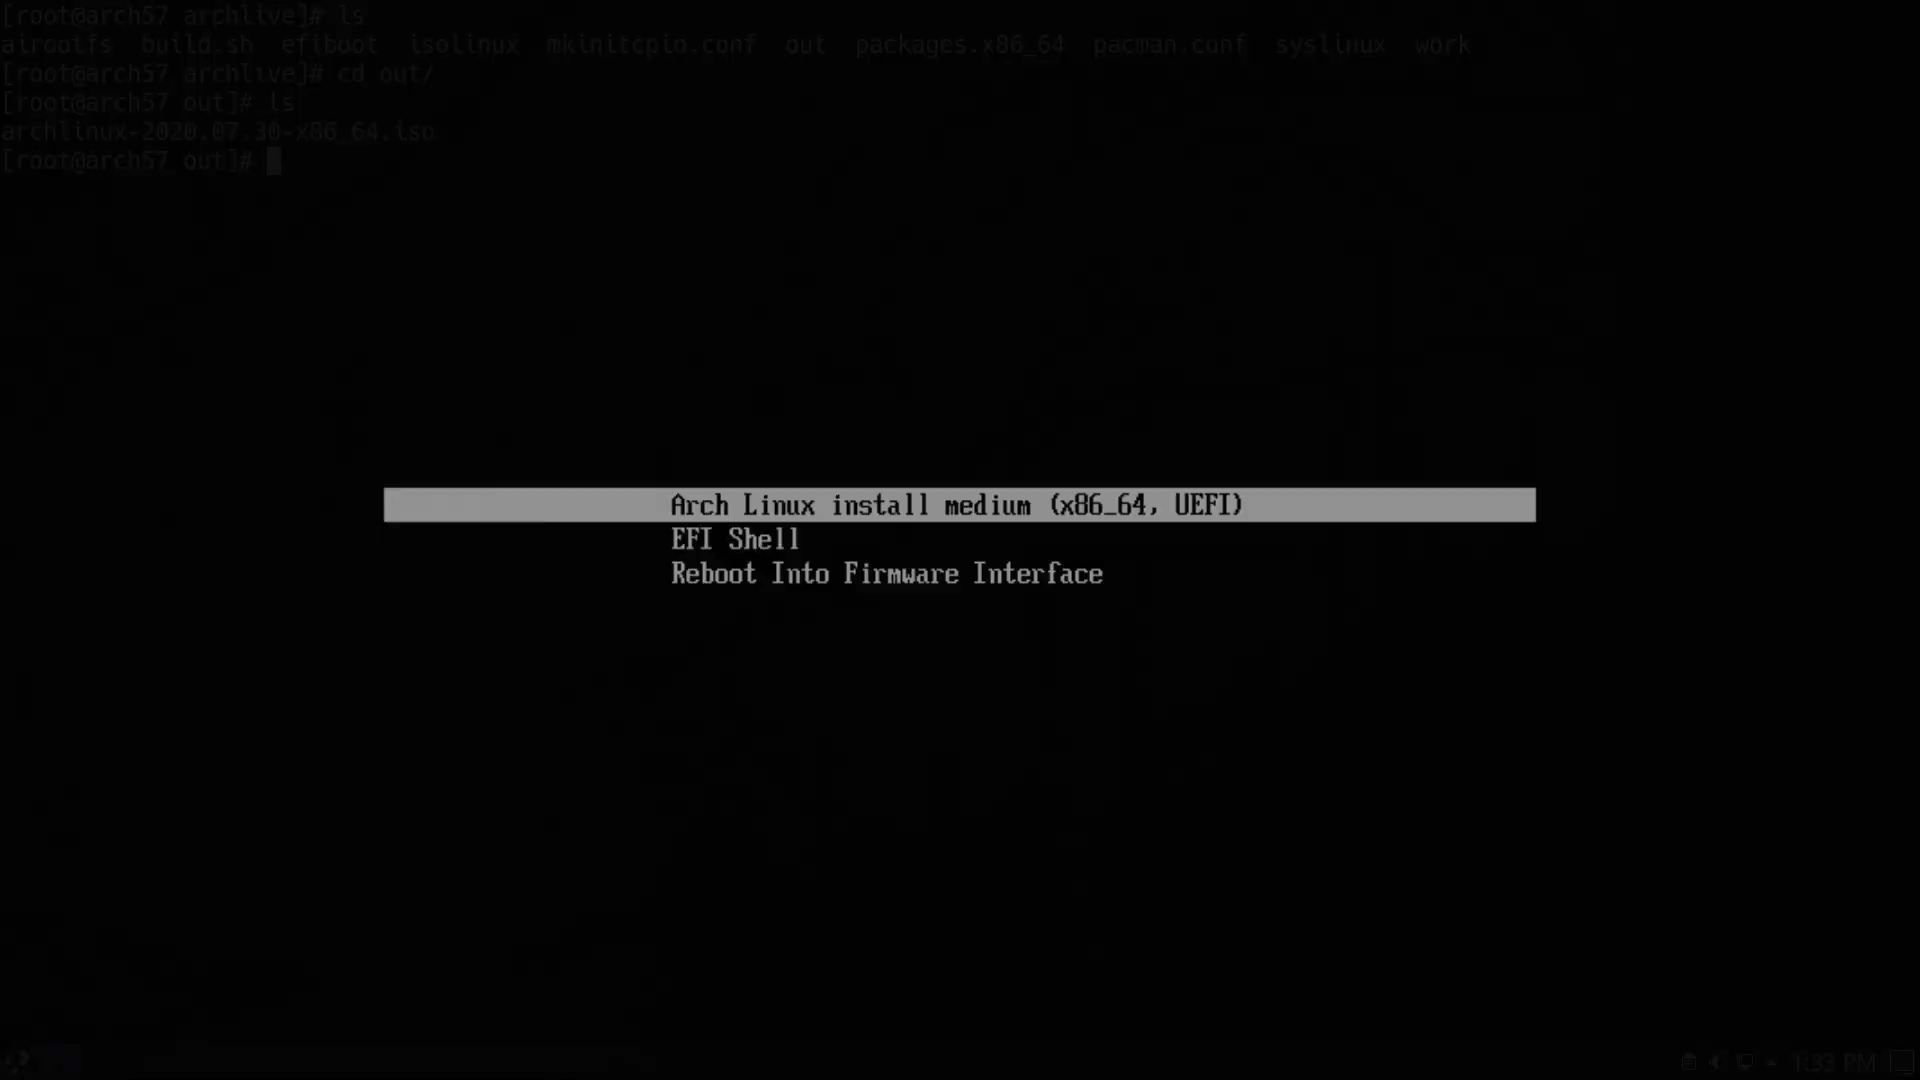 [root@arch57 archlive]# ls
airootfs build.sh efiboot isolinux mkinitcpio.conf out packages.x86_64 pacman.conf syslinux work
[root@arch57 archlive]# cd out/
[root@arch57 out]# ls
archlinux-2020.07.30-x86_64.iso
[root@arch57 out]#
Arch Linux install medium (x86_64, UEFI)
EFI Shell
Reboot Into Firmware Interface
1:33 PM